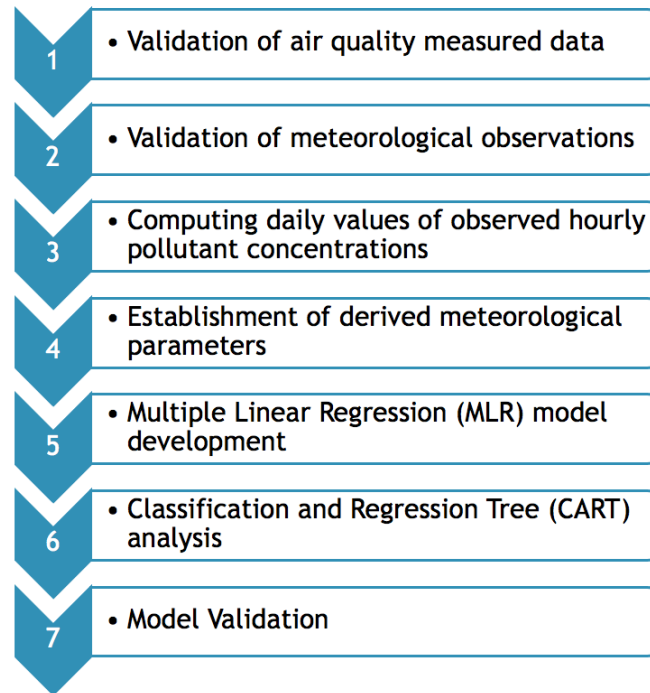 1
• Validation of air quality measured data
2
• Validation of meteorological observations
3
• Computing daily values of observed hourly
pollutant concentrations
4
• Establishment of derived meteorological
parameters
5
• Multiple Linear Regression (MLR) model
development
6
• Classification and Regression Tree (CART)
analysis
7
• Model Validation